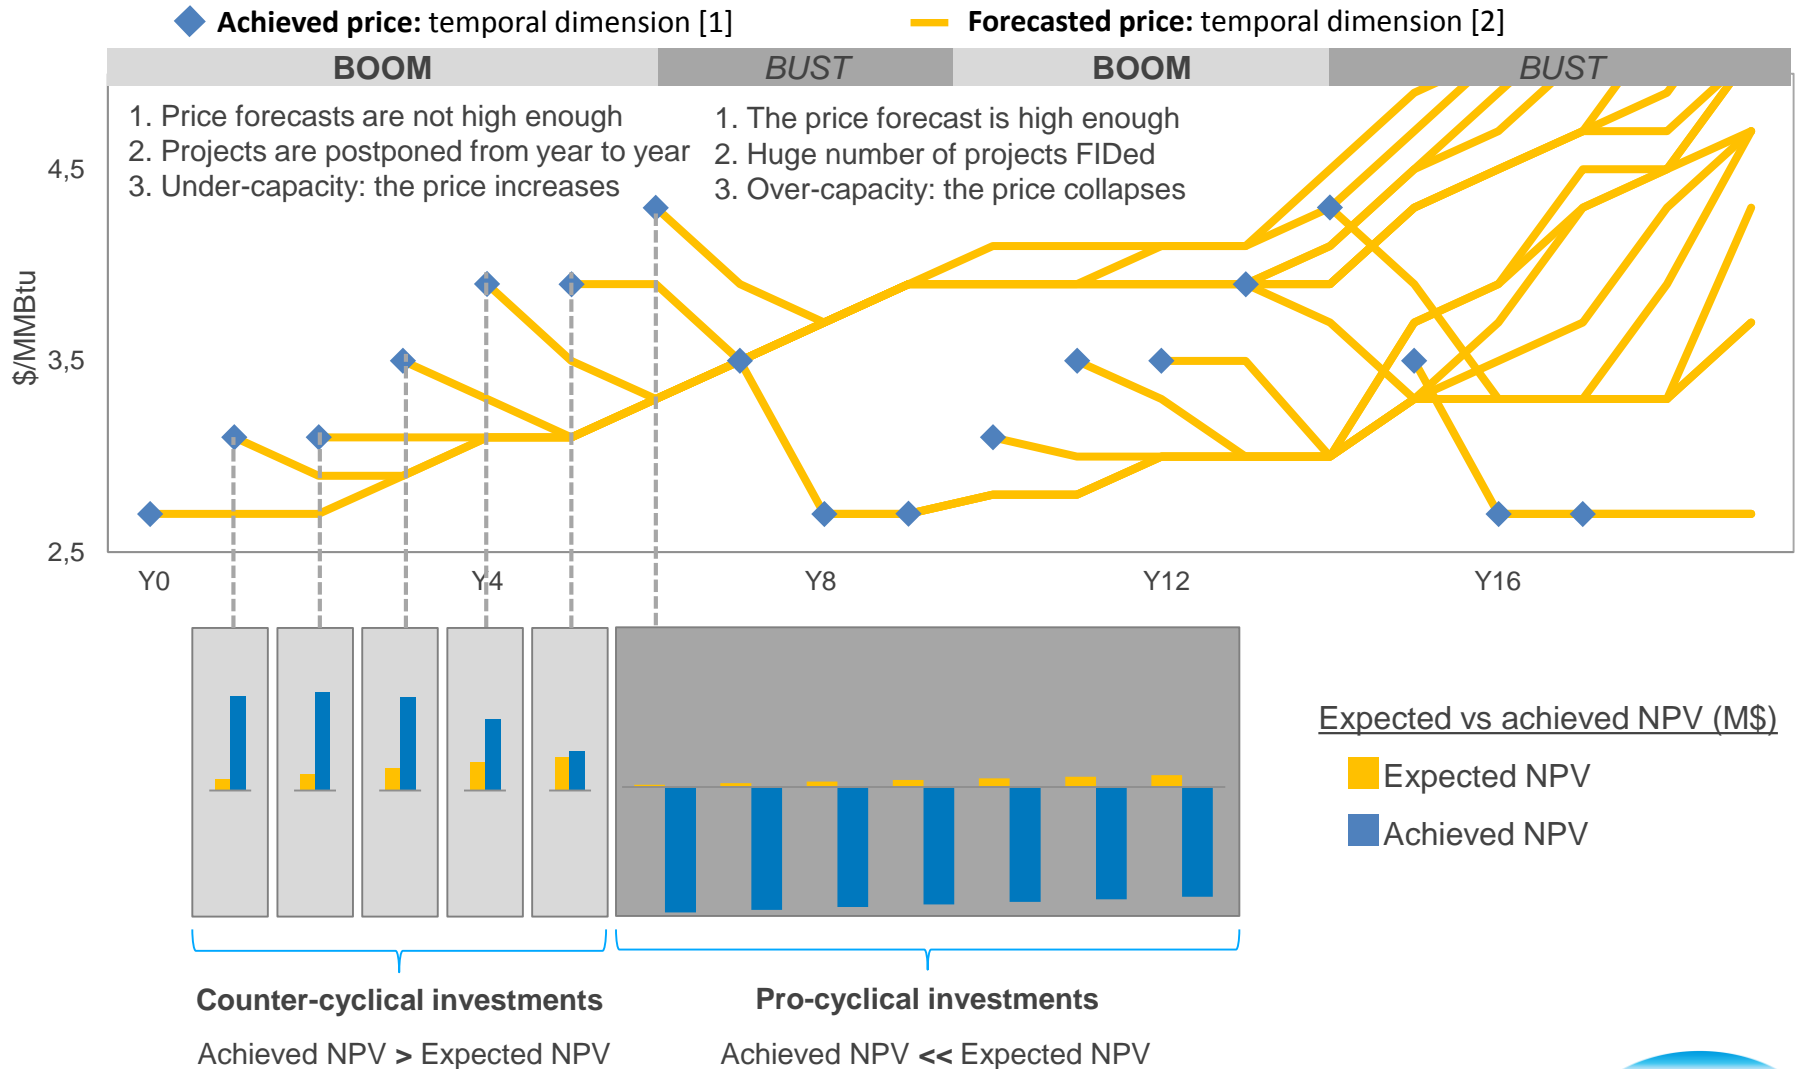 Achieved price: temporal dimension [1]
Forecasted price: temporal dimension [2]
BOOM
BUST
BOOM
BUST
1. Price forecasts are not high enough
2. Projects are postponed from year to year
3. Under-capacity: the price increases
1. The price forecast is high enough
2. Huge number of projects FIDed
3. Over-capacity: the price collapses
$/MMBtu
4,5
3,5
2,5
Y0
Y4
Y8
Y12
Y16
Expected vs achieved NPV (M$)
Expected NPV
Achieved NPV
Counter-cyclical investments
Achieved NPV > Expected NPV
Pro-cyclical investments
Achieved NPV << Expected NPV